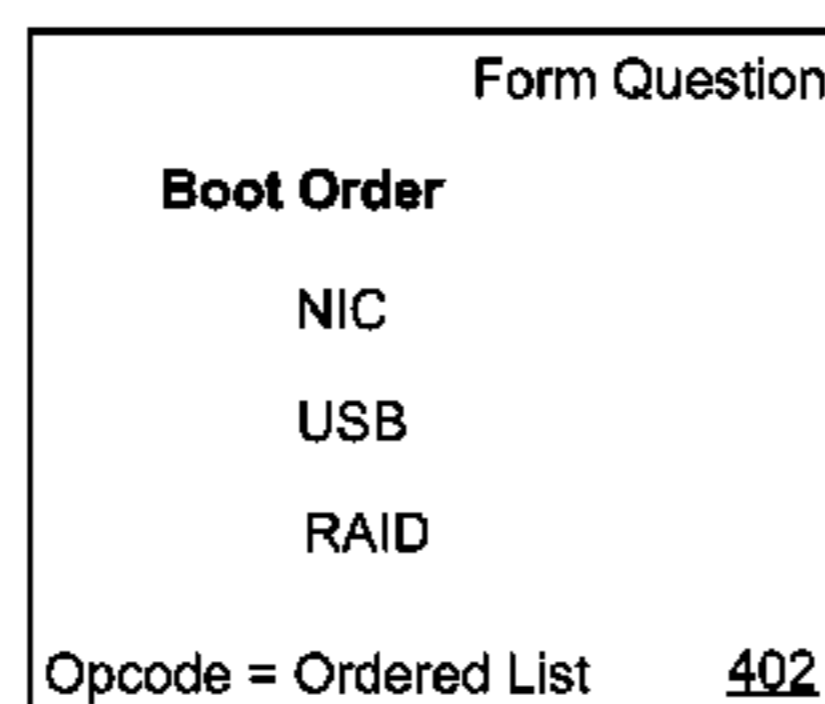 Form Question
Boot Order
NIC
USB
RAID
Opcode = Ordered List 402